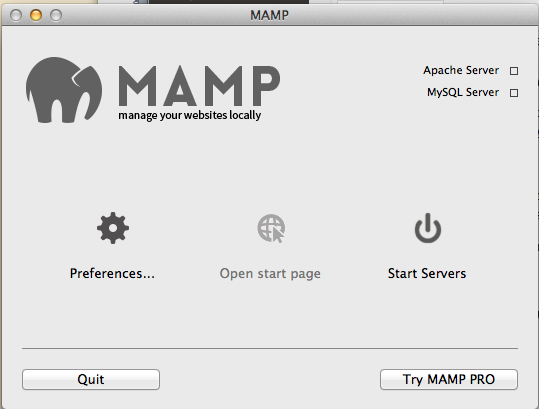 MAMP
MAMP
manage your websites locally
Apache Server
MySQL Server
Preferences...
Open start page
Start Servers
Quit
Try MAMP PRO